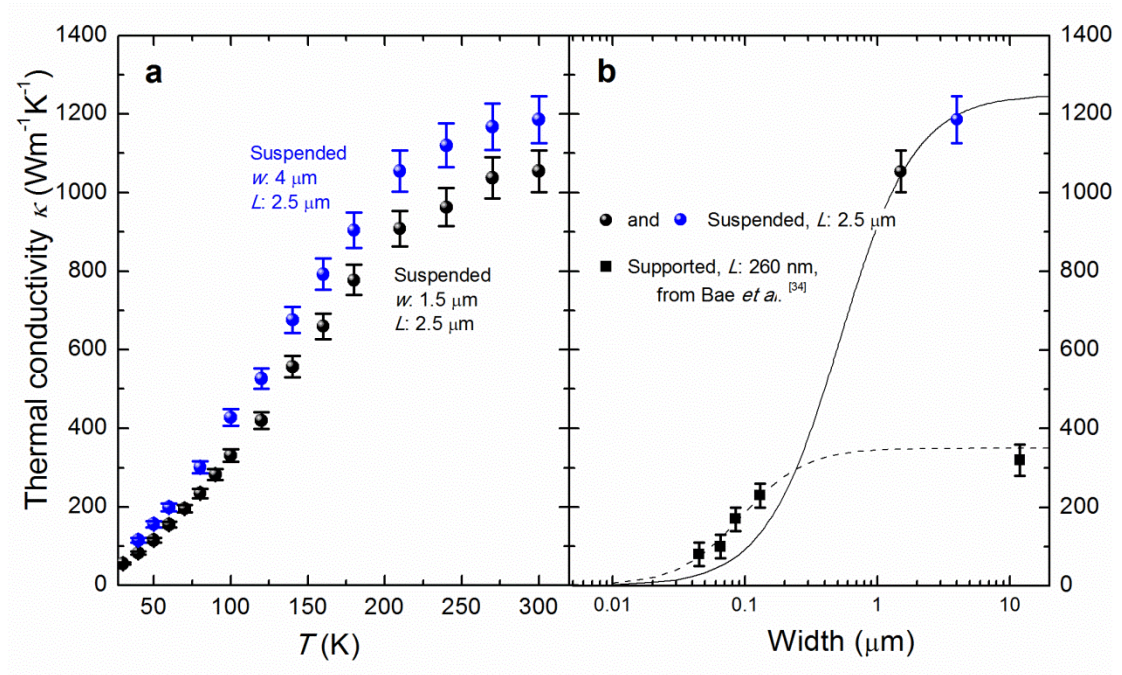 1400
1200
1000
800
600
400
200
0
Thermal conductivity κ (Wm⁻¹K⁻¹)
a
Suspended
w: 4 μm
L: 2.5 μm
Suspended
w: 1.5 μm
L: 2.5 μm
50 100 150 200 250 300
T (K)
b
and Suspended, L: 2.5 μm
Supported, L: 260 nm,
from Bae et al. [34]
0.01 0.1 1 10
Width (μm)
1400
1200
1000
800
600
400
200
0